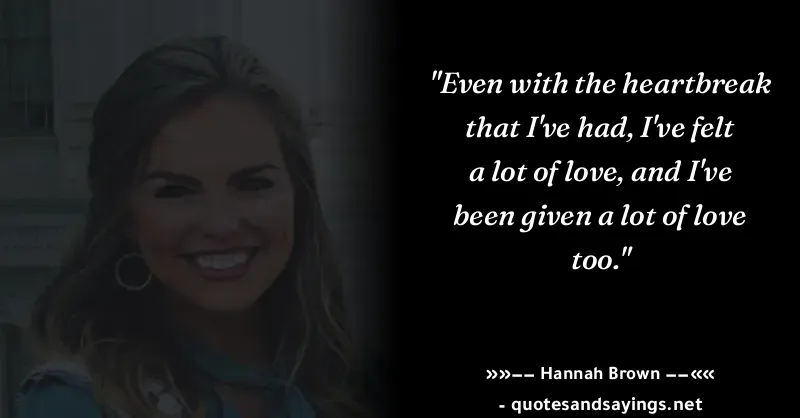 "Even with the heartbreak
that I've had, I've felt
a lot of love, and I've
been given a lot of love
too."
»»−− Hannah Brown −−««
- quotesandsayings.net